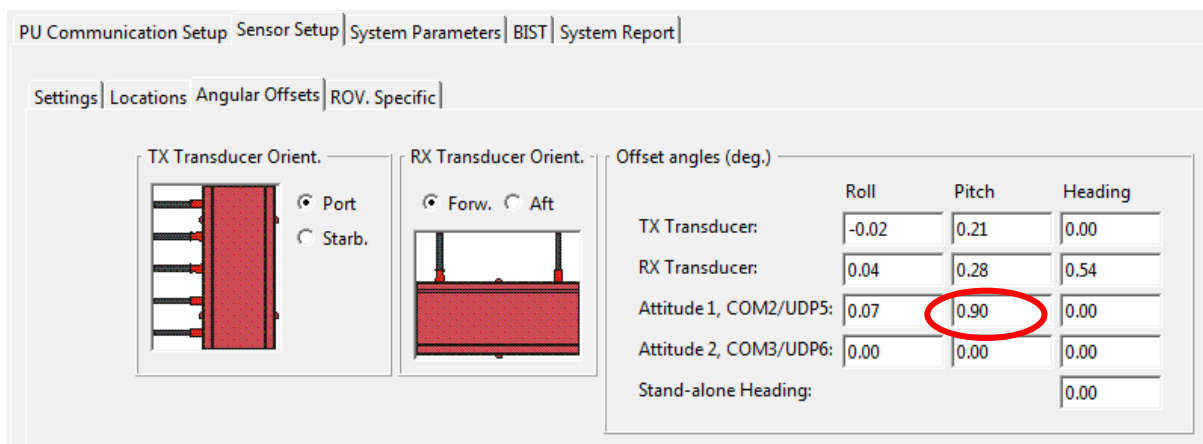 PU Communication Setup Sensor Setup System Parameters BIST System Report
Settings Locations Angular Offsets ROV. Specific
TX Transducer Orient. RX Transducer Orient. Offset angles (deg.)
Port Forw. Aft Roll Pitch Heading
Starb.
TX Transducer: -0.02 0.21 0.00
RX Transducer: 0.04 0.28 0.54
Attitude 1, COM2/UDP5: 0.07 0.90 0.00
Attitude 2, COM3/UDP6: 0.00 0.00 0.00
Stand-alone Heading: 0.00